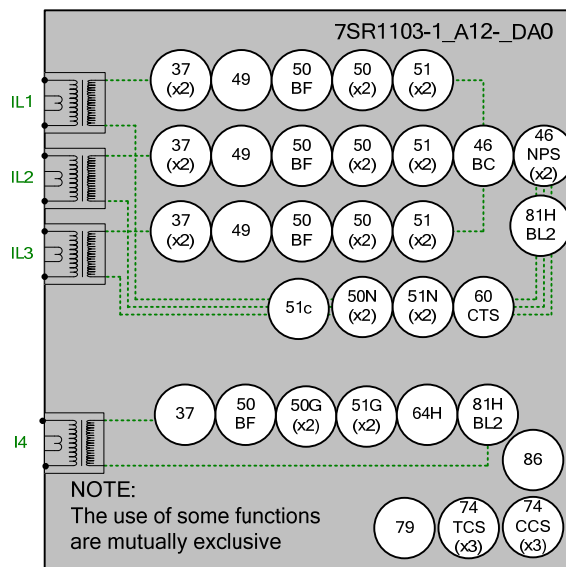 7SR1103-1_A12-_DA0
IL1
37
(x2)
49
50
BF
50
(x2)
51
(x2)
IL2
37
(x2)
49
50
BF
50
(x2)
51
(x2)
46
BC
46
NPS
(x2)
IL3
37
(x2)
49
50
BF
50
(x2)
51
(x2)
81H
BL2
51c
50N
(x2)
51N
(x2)
60
CTS
I4
37
50
BF
50G
(x2)
51G
(x2)
64H
81H
BL2
86
NOTE:
The use of some functions
are mutually exclusive
79
74
TCS
(x3)
74
CCS
(x3)